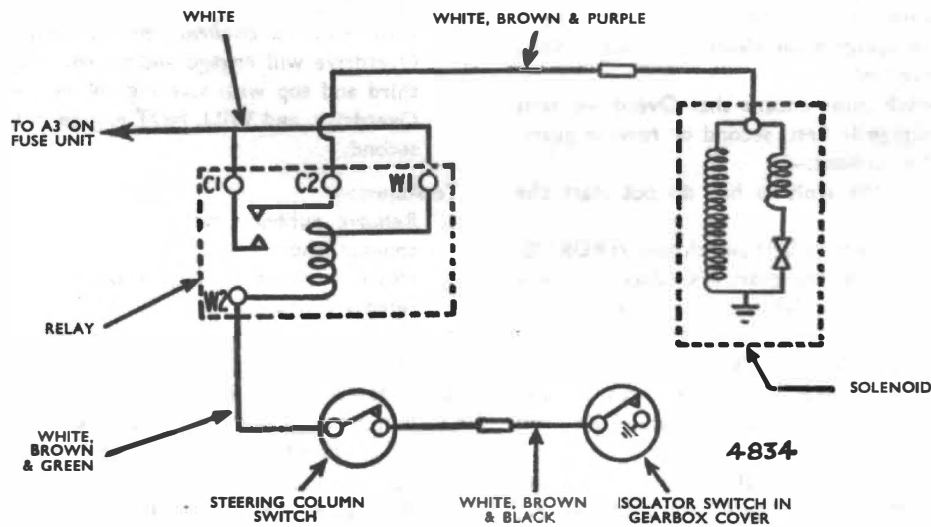 WHITE
WHITE, BROWN & PURPLE
TO A3 ON
FUSE UNIT
C1
C2
W1
W2
RELAY
SOLENOID
WHITE,
BROWN
& GREEN
4834
STEERING COLUMN
SWITCH
WHITE, BROWN
& BLACK
ISOLATOR SWITCH IN
GEARBOX COVER